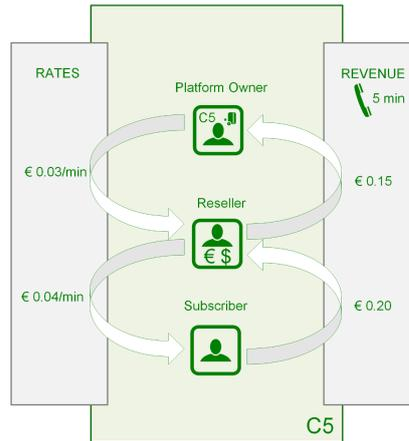 RATES
REVENUE
5 min
Platform Owner
C5
€ 0.03/min
€ 0.15
Reseller
€ $
€ 0.04/min
€ 0.20
Subscriber
C5